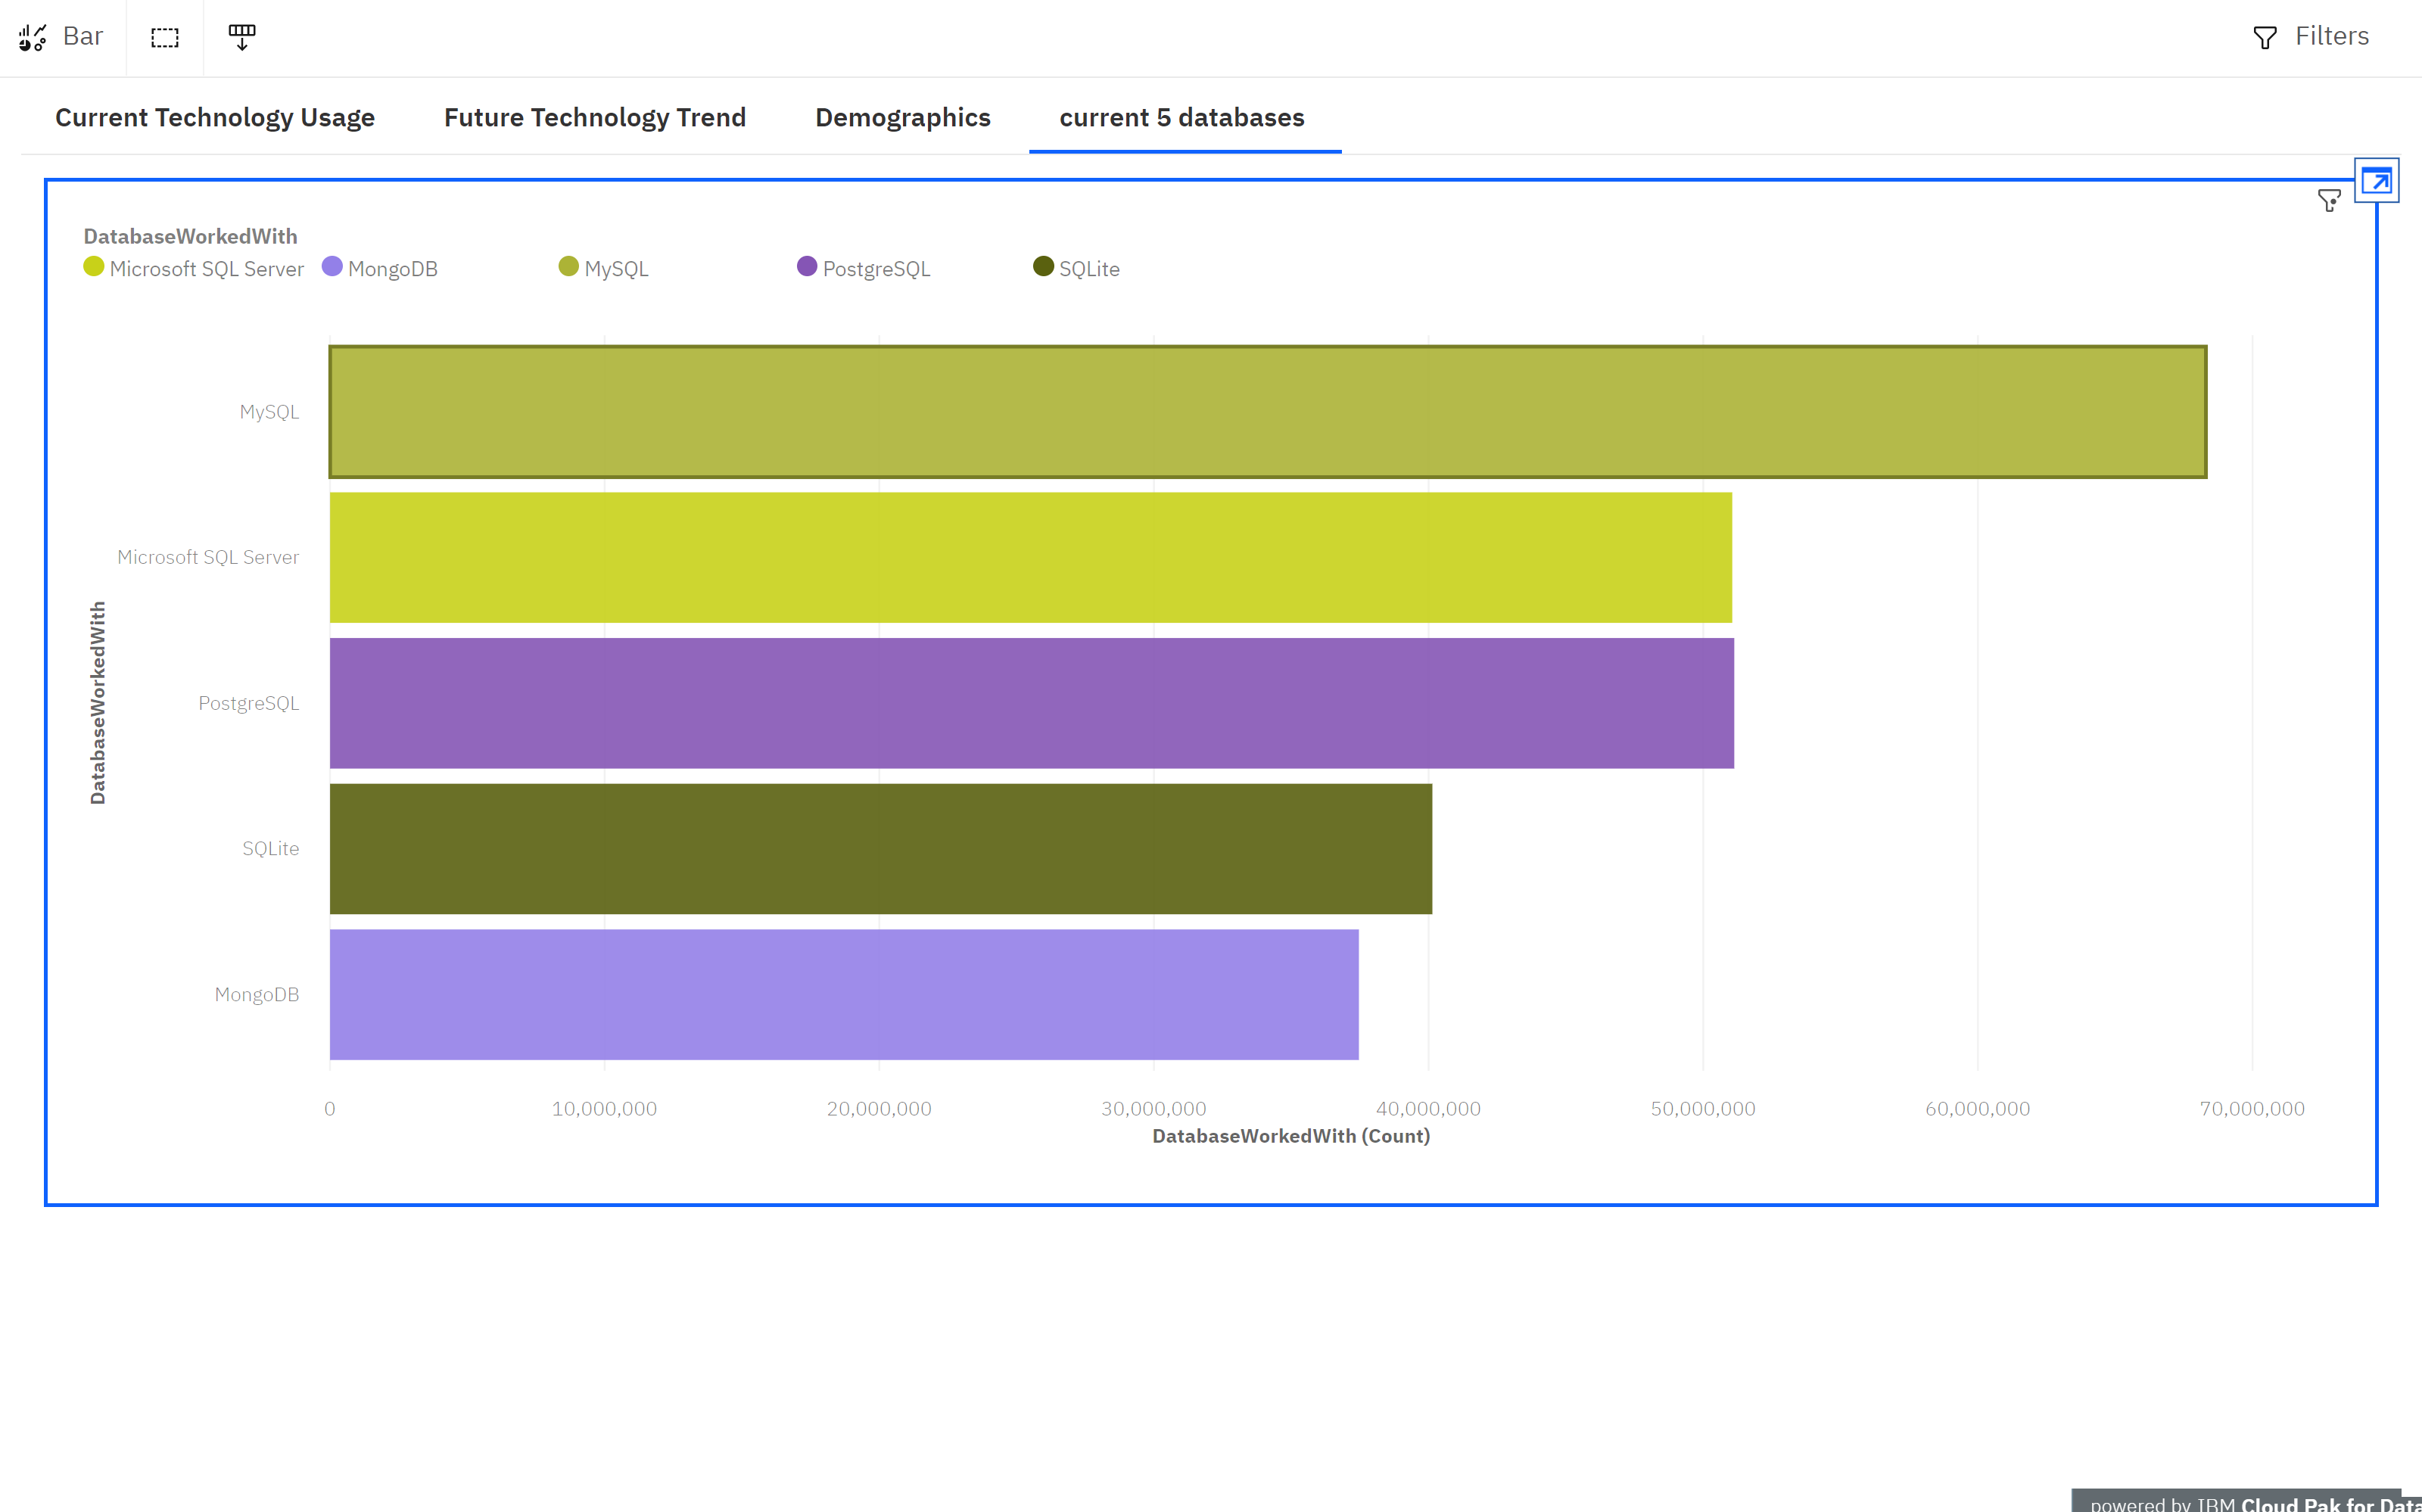 Bar
Filters
Current Technology Usage Future Technology Trend Demographics current 5 databases
DatabaseWorkedWith
Microsoft SQL Server MongoDB MySQL PostgreSQL SQLite
DatabaseWorkedWith
MySQL
Microsoft SQL Server
PostgreSQL
SQLite
MongoDB
0 10,000,000 20,000,000 30,000,000 40,000,000 50,000,000 60,000,000 70,000,000
DatabaseWorkedWith (Count)
powered by IBM Cloud Pak for Data